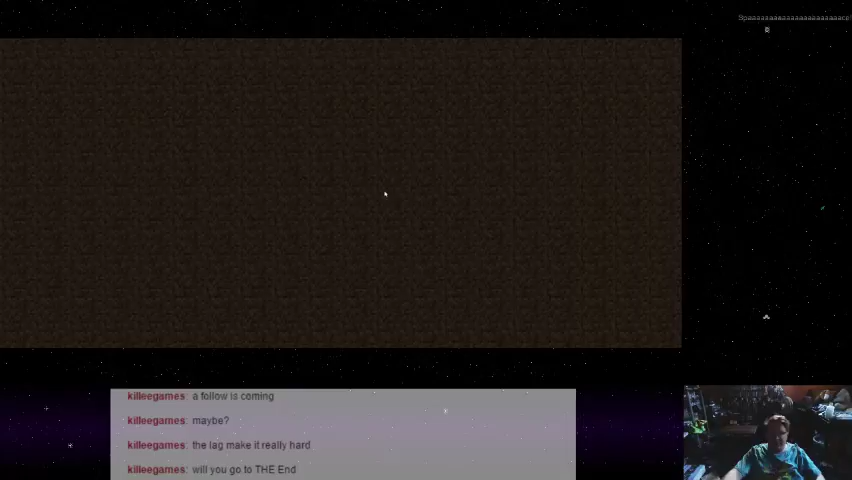 killeegames: a follow is coming
killeegames: maybe?
killeegames: the lag make it really hard
killeegames: will you go to THE End